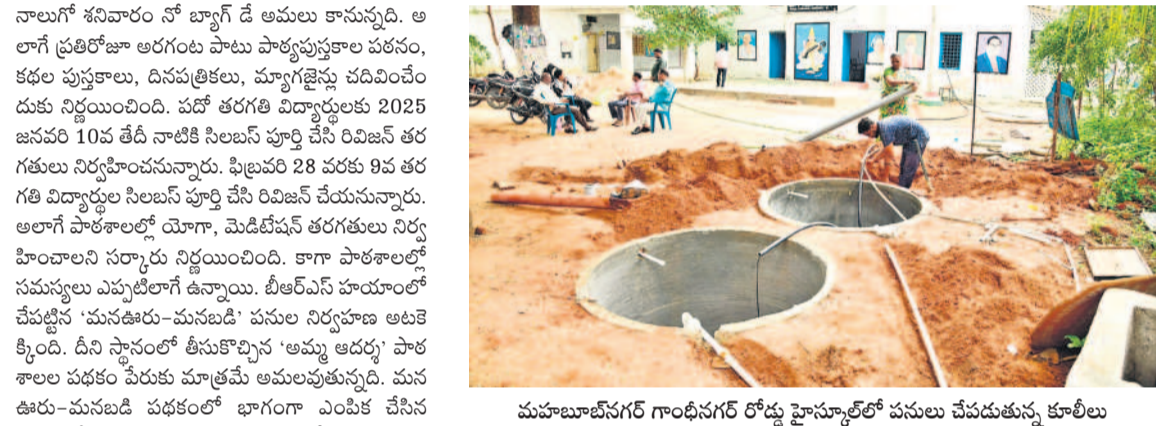 నాలుగో శనివారం నో బ్యాగ్ డే అమలు కానున్నది. అ
లాగే ప్రతిరోజూ అరగంట పాటు పాఠ్యపుస్తకాల పఠనం,
కథల పుస్తకాలు, దినపత్రికలు, మ్యాగజైన్లు చదివించేం
దుకు నిర్ణయించింది. పదో తరగతి విద్యార్థులకు 2025
జనవరి 10వ తేదీ నాటికి సిలబస్ పూర్తి చేసి రివిజన్ తర
గతులు నిర్వహించనున్నారు. ఫిబ్రవరి 28 వరకు 9వ తర
గతి విద్యార్థుల సిలబస్ పూర్తి చేసి రివిజన్ చేయనున్నారు.
అలాగే పాఠశాలల్లో యోగా, మెడిటేషన్ తరగతులు నిర్వ
హించాలని సర్కారు నిర్ణయించింది. కాగా పాఠశాలల్లో
సమస్యలు ఎప్పటిలాగే ఉన్నాయి. బీఆర్ఎస్ హయాంలో
చేపట్టిన ‘మనఊరు-మనబడి’ పనుల నిర్వహణ అటకె
క్కింది. దీని స్థానంలో తీసుకొచ్చిన ‘అమ్మ ఆదర్శ’ పాఠ
శాలల పథకం పేరుకు మాత్రమే అమలవుతున్నది. మన
ఊరు-మనబడి పథకంలో భాగంగా ఎంపిక చేసిన
మహబూబ్‌నగర్ గాంధీనగర్ రోడ్డు హైస్కూల్‌లో పనులు చేపడుతున్న కూలీలు